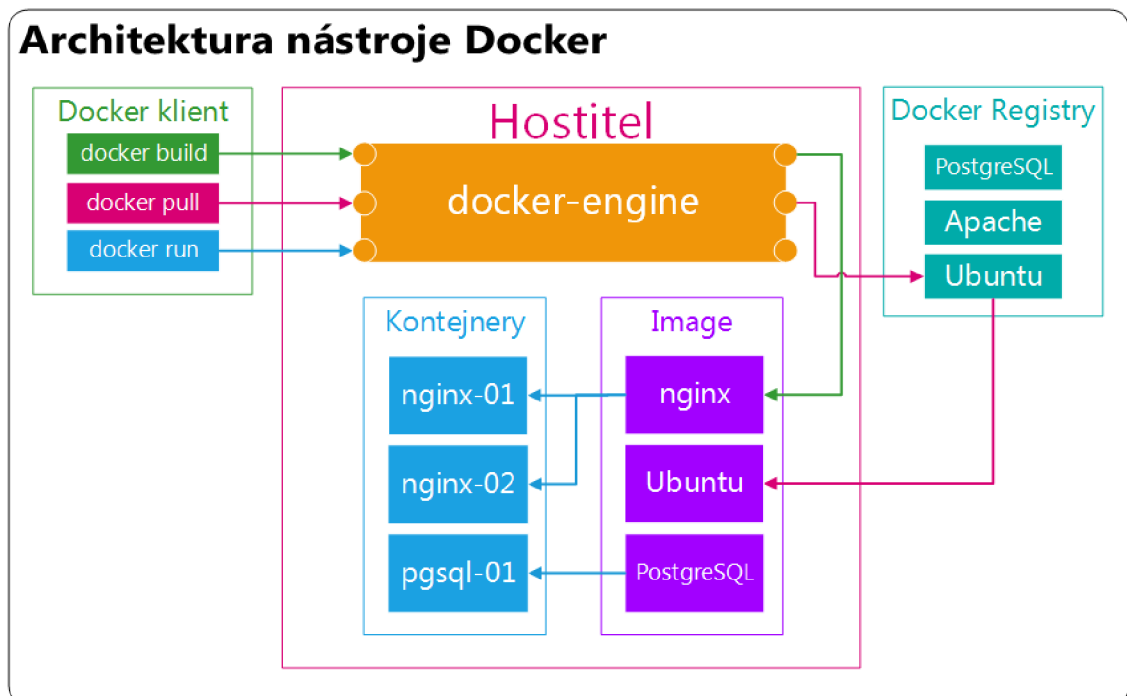 Architektura nástroje Docker
Docker klient
docker build
docker pull
docker run
Hostitel
docker-engine
Kontejnery
nginx-01
nginx-02
pgsql-01
Image
nginx
Ubuntu
PostgreSQL
Docker Registry
PostgreSQL
Apache
Ubuntu